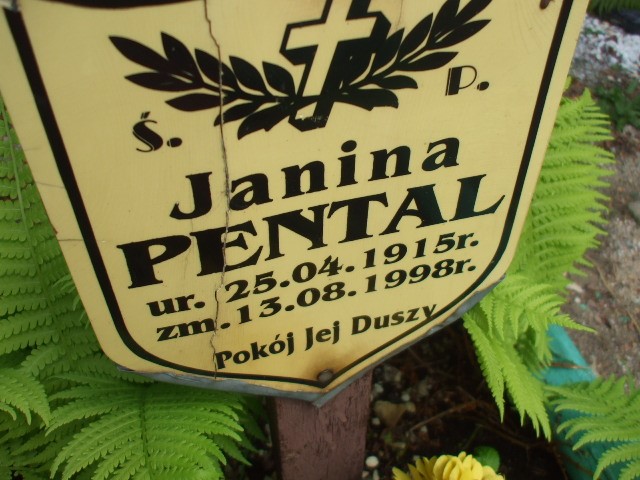 Ś. P.
Janina
PENTAL
ur. 25.04.1915r.
zm. 13.08.1998r.
Pokój Jej Duszy